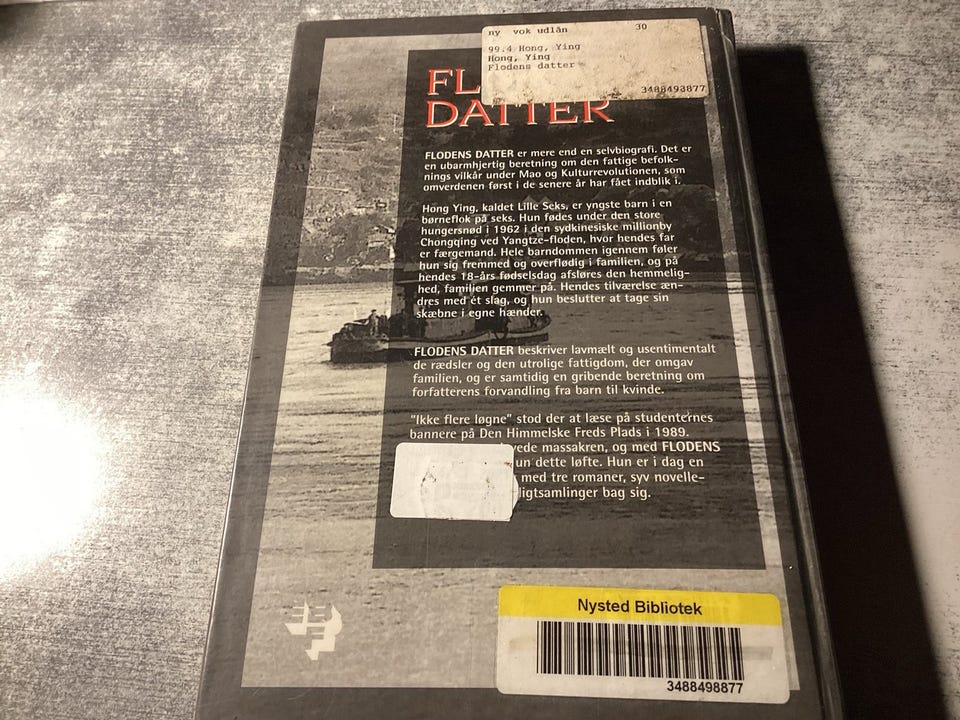 ny vok udlån 30
99.4 Hong, Ying
Hong, Ying
Flodens datter
3488498877
FL
DATTER
FLODENS DATTER er mere end en selvbiografi. Det er
en ubarmhjertig beretning om den fattige befolk-
nings vilkår under Mao og Kulturrevolutionen, som
omverdenen først i de senere år har fået indblik i.
Hong Ying, kaldet Lille Seks, er yngste barn i en
børneflok på seks. Hun fødes under den store
hungersnød i 1962 i den sydkinesiske millionby
Chongqing ved Yangtze-floden, hvor hendes far
er færgemand. Hele barndommen igennem føler
hun sig fremmed og overflødig i familien, og på
hendes 18-års fødselsdag afsløres den hemmelig-
hed, familien gemmer på. Hendes tilværelse æn-
dres med ét slag, og hun beslutter at tage sin
skæbne i egne hænder.
FLODENS DATTER beskriver lavmælt og usentimentalt
de rædsler og den utrolige fattigdom, der omgav
familien, og er samtidig en gribende beretning om
forfatterens forvandling fra barn til kvinde.
"Ikke flere løgne" stod der at læse på studenternes
bannere på Den Himmelske Freds Plads i 1989.
vede massakren, og med FLODENS
un dette løfte. Hun er i dag en
med tre romaner, syv novelle-
ligtsamlinger bag sig.
Nysted Bibliotek
3488498877